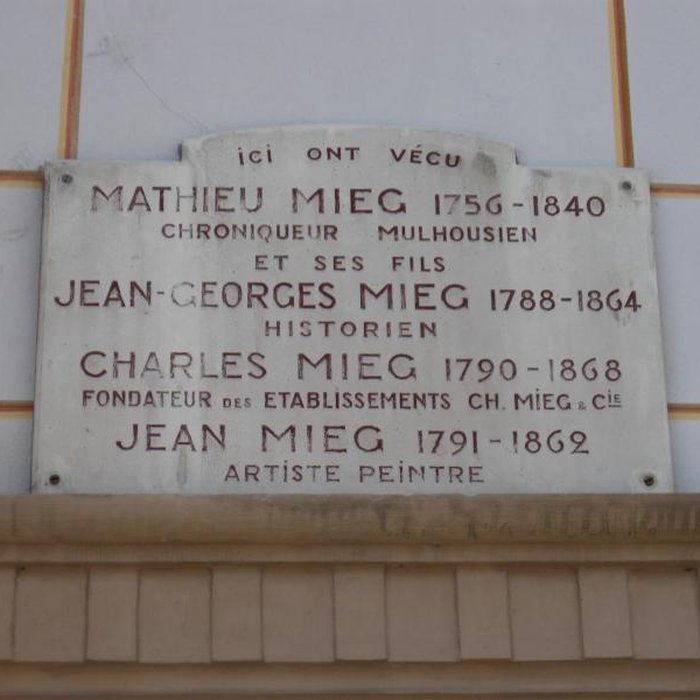 ICI ONT VÉCU
MATHIEU MIEG 1756-1840
CHRONIQUEUR MULHOUSIEN
ET SES FILS
JEAN-GEORGES MIEG 1788-1864
HISTORIEN
CHARLES MIEG 1790-1868
FONDATEUR DES ETABLISSEMENTS CH. MIEG & CIE
JEAN MIEG 1791-1862
ARTISTE PEINTRE